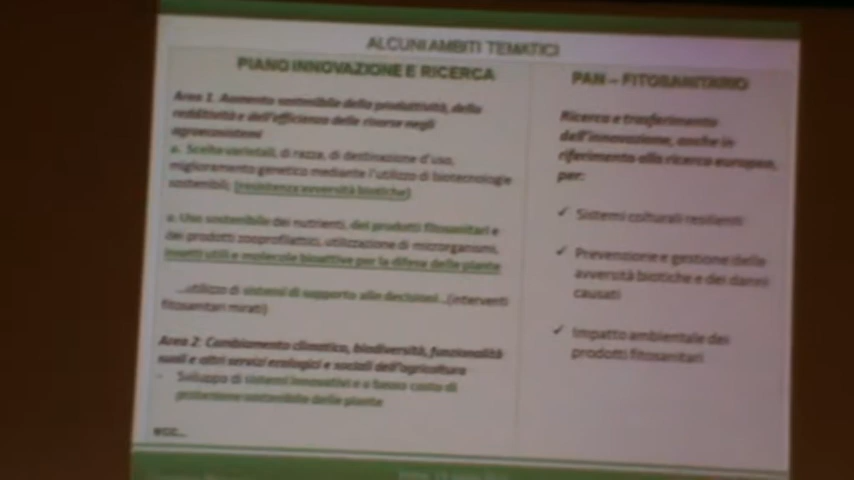 ALCUNI AMBITI TEMATICI
PIANO INNOVAZIONE E RICERCA
Area 1. Aumento sostenibile della produttività, della
redditività e dell'efficienza delle risorse negli
agroecosistemi
a. Scelte varietali, di razza, di destinazione d'uso,
miglioramento genetico mediante l'utilizzo di biotecnologie
sostenibili; (resistenza avversità biotiche)
o. Uso sostenibile dei nutrienti, dei prodotti fitosanitari e
dei prodotti zooprofilattici, utilizzazione di microrganismi,
insetti utili e molecole bioattive per la difesa delle piante
...utilizzo di sistemi di supporto alle decisioni...(interventi
fitosanitari mirati)
Area 2: Cambiamento climatico, biodiversità, funzionalità
suoli e altri servizi ecologici e sociali dell'agricoltura
- Sviluppo di sistemi innovativi e a basso costo di
protezione sostenibile delle piante
ecc...
PAN – FITOSANITARIO
Ricerca e trasferimento
dell'innovazione, anche in
riferimento alla ricerca europea,
per:
✓ Sistemi colturali resilienti
✓ Prevenzione e gestione delle
avversità biotiche e dei danni
causati
✓ Impatto ambientale dei
prodotti fitosanitari